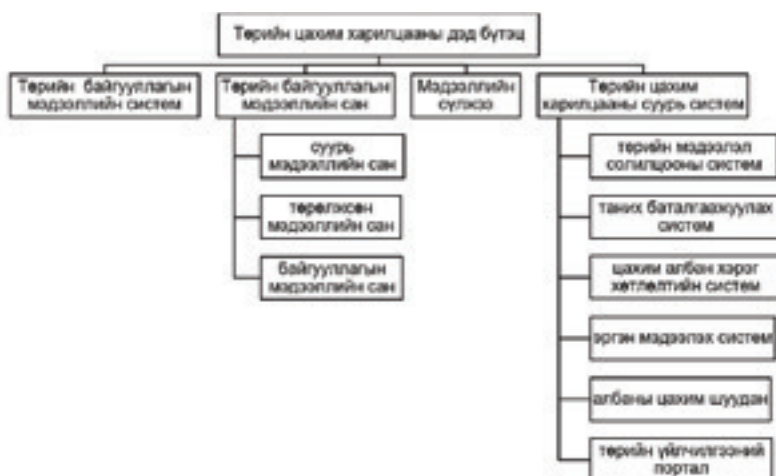 Төрийн цахим харилцааны дэд бүтэц
Төрийн байгууллагын
мэдээллийн систем
Төрийн байгууллагын
мэдээллийн сан
Мэдээллийн
сүлжээ
Төрийн цахим
харилцааны суурь систем
суурь
мэдээллийн сан
төрөлжсөн
мэдээллийн сан
байгууллагын
мэдээллийн сан
төрийн мэдээлэл
солилцооны систем
таних баталгаажуулах
систем
цахим албан хэрэг
хөтлөлтийн систем
эргэн мэдээлэх систем
албаны цахим шуудан
төрийн үйлчилгээний
портал